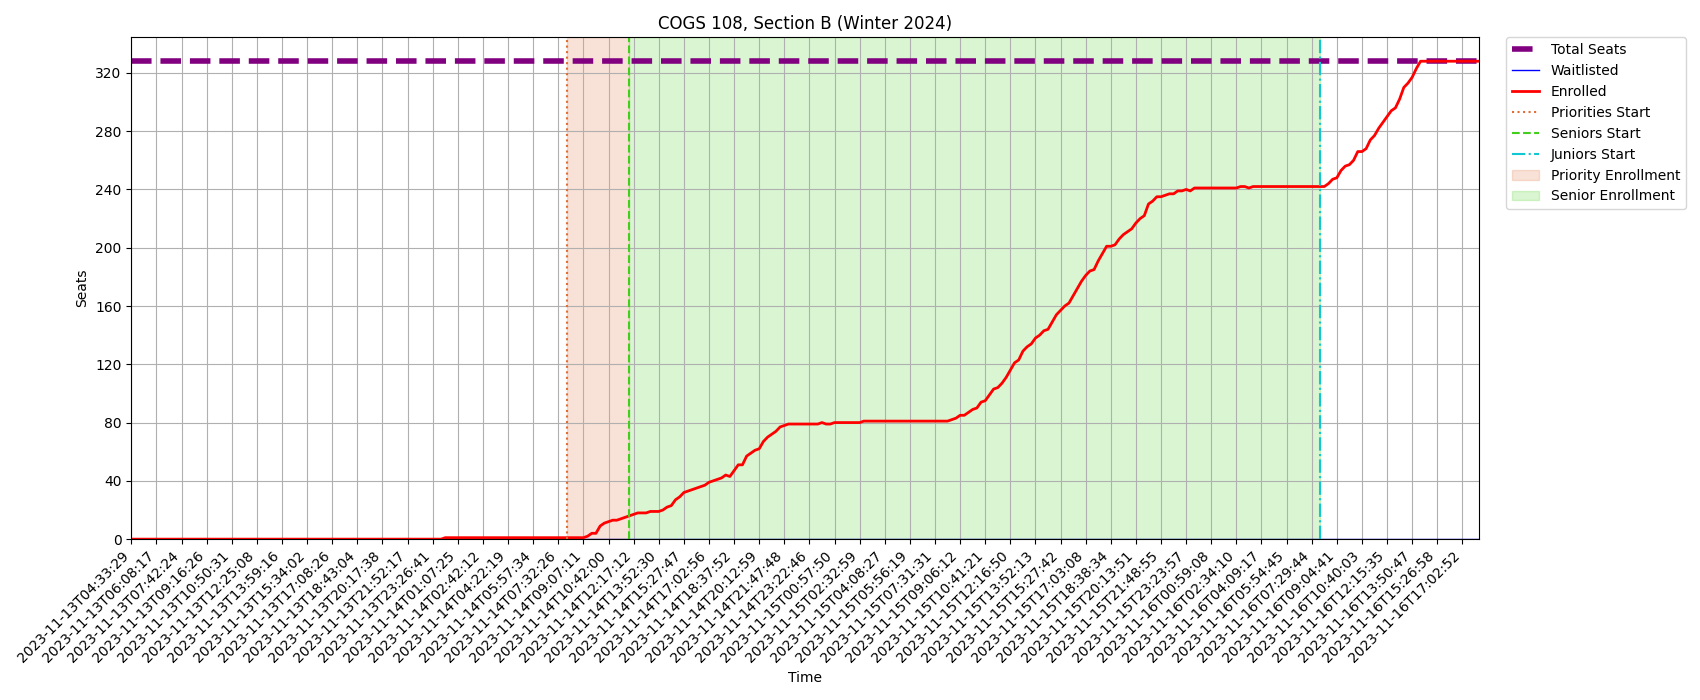 COGS 108, Section B (Winter 2024)
Total Seats
Waitlisted
Enrolled
Priorities Start
Seniors Start
Juniors Start
Priority Enrollment
Senior Enrollment
Seats
320
280
240
200
160
120
80
40
0
2023-11-13T04:33:29
2023-11-13T06:08:17
2023-11-13T07:42:24
2023-11-13T09:16:26
2023-11-13T10:50:31
2023-11-13T12:25:08
2023-11-13T13:59:16
2023-11-13T15:34:02
2023-11-13T17:08:26
2023-11-13T18:43:04
2023-11-13T20:17:38
2023-11-13T21:52:17
2023-11-13T23:26:41
2023-11-14T01:07:25
2023-11-14T02:42:12
2023-11-14T04:22:19
2023-11-14T05:57:34
2023-11-14T07:32:26
2023-11-14T09:07:11
2023-11-14T10:42:00
2023-11-14T12:17:12
2023-11-14T13:52:30
2023-11-14T15:27:47
2023-11-14T17:02:56
2023-11-14T18:37:52
2023-11-14T20:12:59
2023-11-14T21:47:48
2023-11-14T23:22:46
2023-11-15T00:57:50
2023-11-15T02:32:59
2023-11-15T04:08:27
2023-11-15T05:56:19
2023-11-15T07:31:31
2023-11-15T09:06:12
2023-11-15T10:41:21
2023-11-15T12:16:50
2023-11-15T13:52:13
2023-11-15T15:27:42
2023-11-15T17:03:08
2023-11-15T18:38:34
2023-11-15T20:13:51
2023-11-15T21:48:55
2023-11-15T23:23:57
2023-11-16T00:59:08
2023-11-16T02:34:10
2023-11-16T04:09:17
2023-11-16T05:54:45
2023-11-16T07:29:44
2023-11-16T09:04:41
2023-11-16T10:40:03
2023-11-16T12:15:35
2023-11-16T13:50:47
2023-11-16T15:26:58
2023-11-16T17:02:52
Time